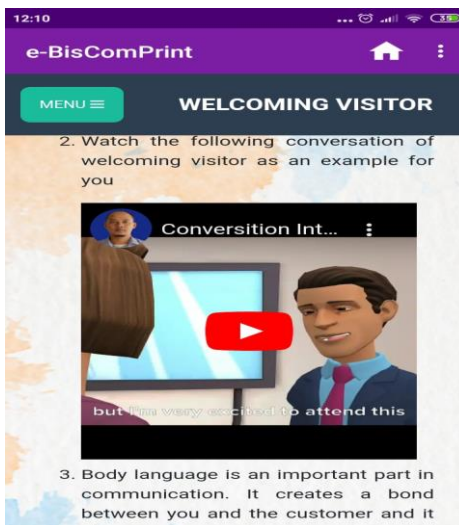 12:10
... 35
e-BisComPrint
MENU WELCOMING VISITOR
2. Watch the following conversation of
welcoming visitor as an example for
you
Conversition Int...
but I'm very excited to attend this
3. Body language is an important part in
communication. It creates a bond
between you and the customer and it